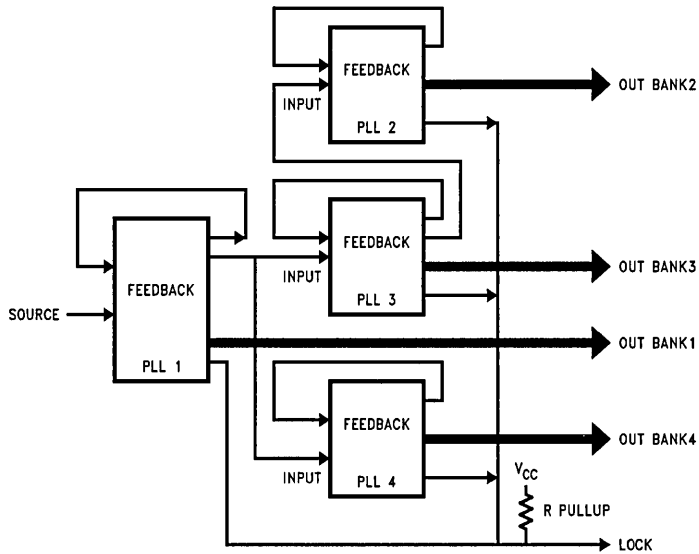 FEEDBACK
INPUT
PLL 2
OUT BANK2
FEEDBACK
INPUT
PLL 3
OUT BANK3
SOURCE
FEEDBACK
PLL 1
OUT BANK1
FEEDBACK
INPUT
PLL 4
OUT BANK4
VCC
R PULLUP
LOCK